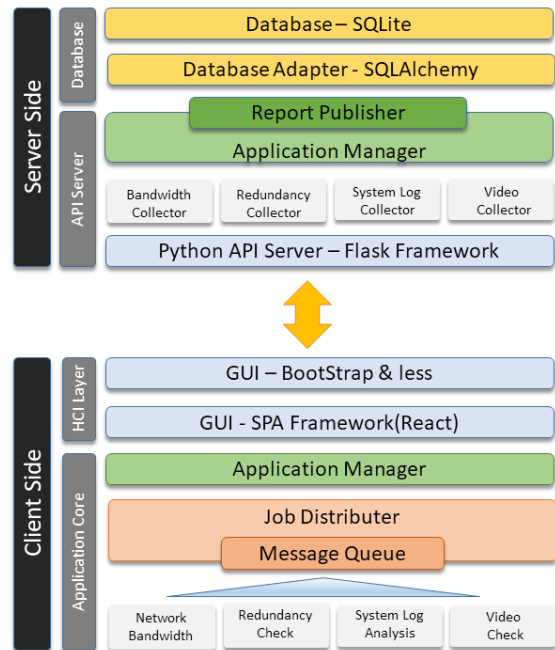 Server Side
Database
Database – SQLite
Database Adapter - SQLAlchemy
API Server
Report Publisher
Application Manager
Bandwidth
Collector
Redundancy
Collector
System Log
Collector
Video
Collector
Python API Server – Flask Framework
Client Side
HCI Layer
GUI – BootStrap & less
GUI - SPA Framework(React)
Application Core
Application Manager
Job Distributer
Message Queue
Network
Bandwidth
Redundancy
Check
System Log
Analysis
Video
Check